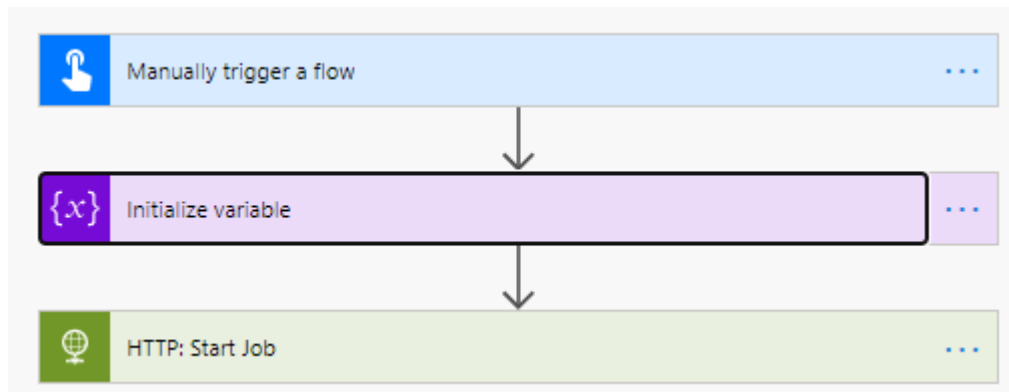 Manually trigger a flow
{x} Initialize variable
HTTP: Start Job